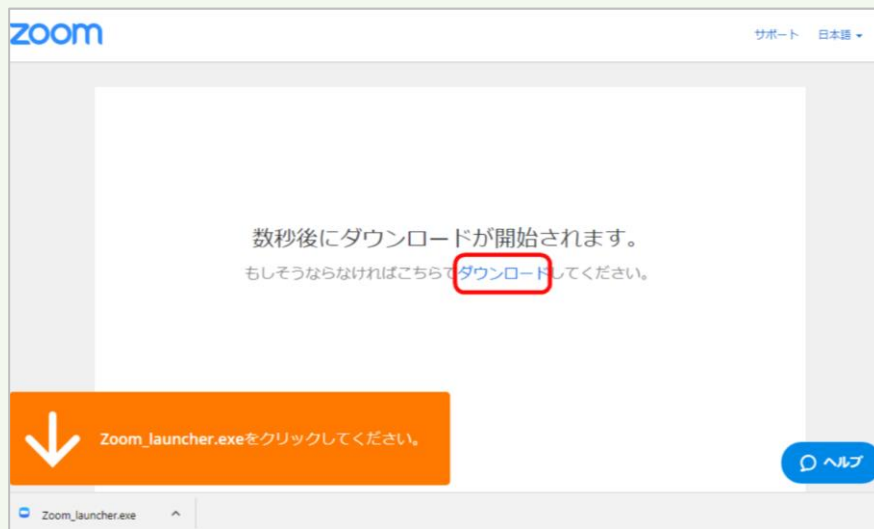 zoom
サポート 日本語
数秒後にダウンロードが開始されます。
もしそうならなければこちらでダウンロードしてください。
Zoom_launcher.exeをクリックしてください。
ヘルプ
Zoom_launcher.exe